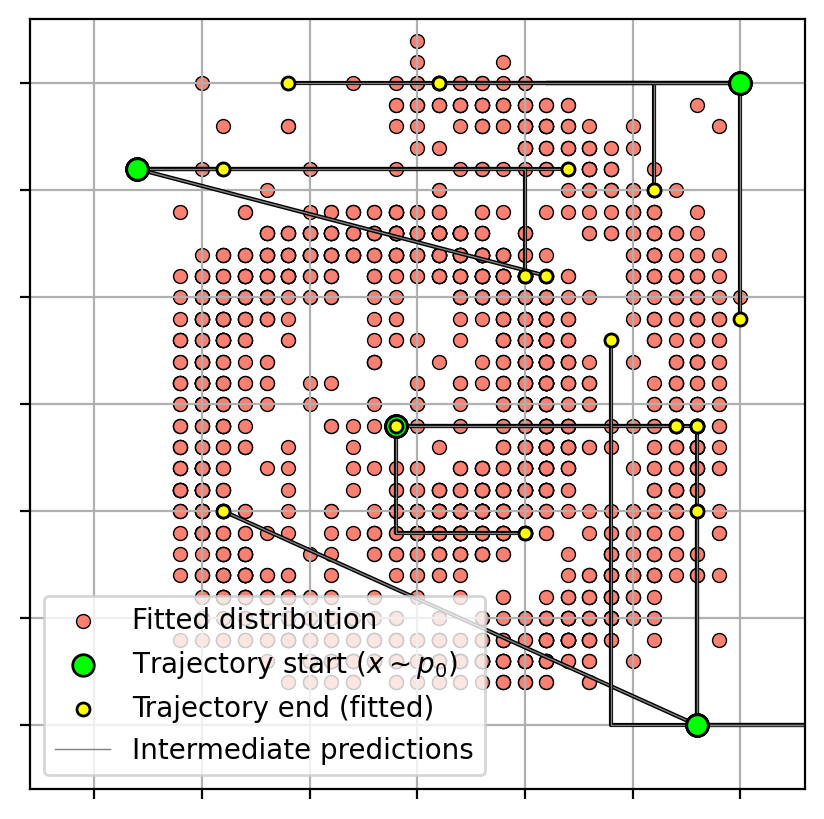 Fitted distribution
Trajectory start (x ∼ p₀)
Trajectory end (fitted)
Intermediate predictions